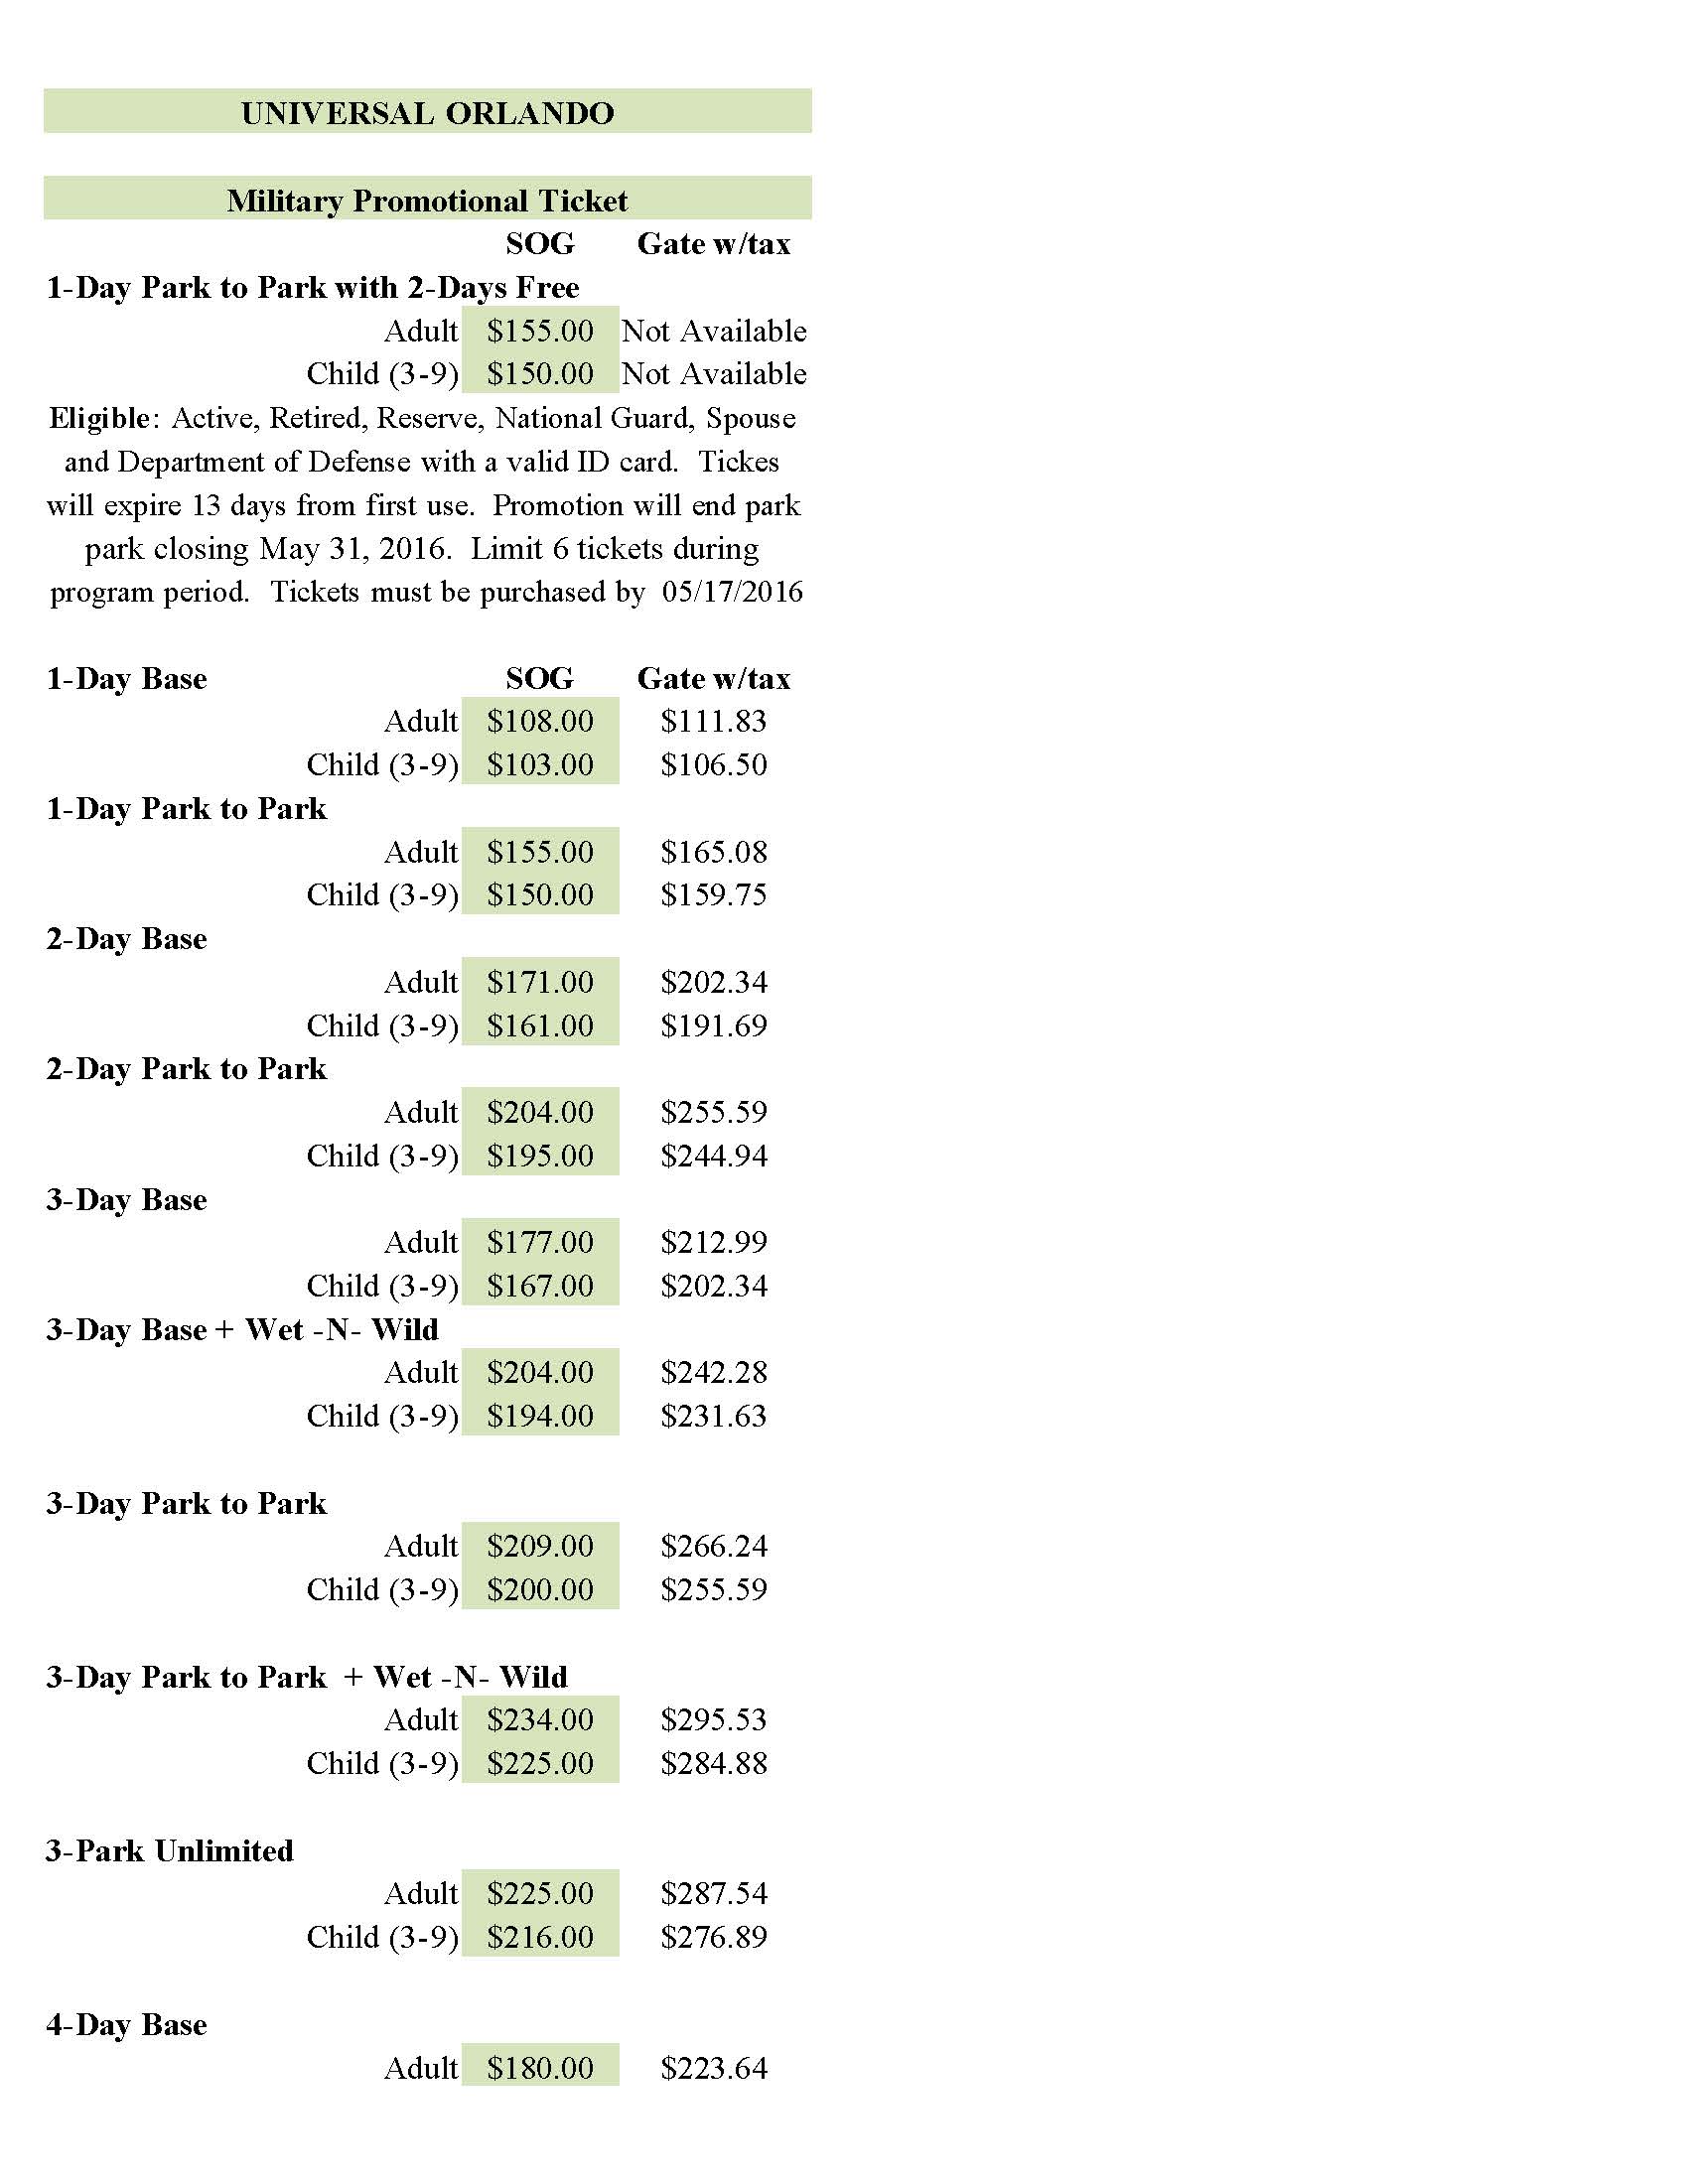 UNIVERSAL ORLANDO
Military Promotional Ticket
SOG Gate w/tax
1-Day Park to Park with 2-Days Free
Adult $155.00 Not Available
Child (3-9) $150.00 Not Available
Eligible: Active, Retired, Reserve, National Guard, Spouse
and Department of Defense with a valid ID card. Tickes
will expire 13 days from first use. Promotion will end park
park closing May 31, 2016. Limit 6 tickets during
program period. Tickets must be purchased by 05/17/2016
1-Day Base SOG Gate w/tax
Adult $108.00 $111.83
Child (3-9) $103.00 $106.50
1-Day Park to Park
Adult $155.00 $165.08
Child (3-9) $150.00 $159.75
2-Day Base
Adult $171.00 $202.34
Child (3-9) $161.00 $191.69
2-Day Park to Park
Adult $204.00 $255.59
Child (3-9) $195.00 $244.94
3-Day Base
Adult $177.00 $212.99
Child (3-9) $167.00 $202.34
3-Day Base + Wet -N- Wild
Adult $204.00 $242.28
Child (3-9) $194.00 $231.63
3-Day Park to Park
Adult $209.00 $266.24
Child (3-9) $200.00 $255.59
3-Day Park to Park + Wet -N- Wild
Adult $234.00 $295.53
Child (3-9) $225.00 $284.88
3-Park Unlimited
Adult $225.00 $287.54
Child (3-9) $216.00 $276.89
4-Day Base
Adult $180.00 $223.64